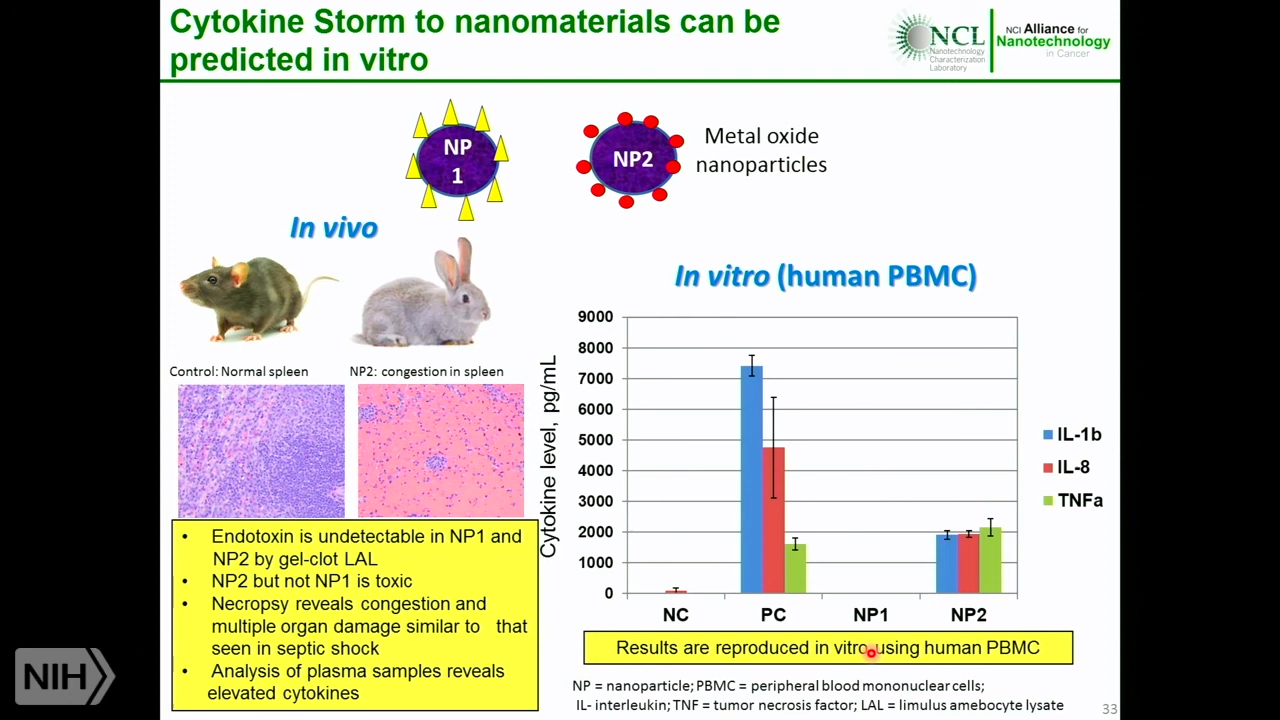 Cytokine Storm to nanomaterials can be
predicted in vitro
NCL
Nanotechnology
Characterization
Laboratory
NCI Alliance for
Nanotechnology
in Cancer
NP
1
NP2
Metal oxide
nanoparticles
In vivo
Control: Normal spleen
NP2: congestion in spleen
• Endotoxin is undetectable in NP1 and
NP2 by gel-clot LAL
• NP2 but not NP1 is toxic
• Necropsy reveals congestion and
multiple organ damage similar to that
seen in septic shock
• Analysis of plasma samples reveals
elevated cytokines
In vitro (human PBMC)
Cytokine level, pg/mL
9000
8000
7000
6000
5000
4000
3000
2000
1000
0
NC PC NP1 NP2
IL-1b
IL-8
TNFa
Results are reproduced in vitro using human PBMC
NP = nanoparticle; PBMC = peripheral blood mononuclear cells;
IL- interleukin; TNF = tumor necrosis factor; LAL = limulus amebocyte lysate
33
NIH